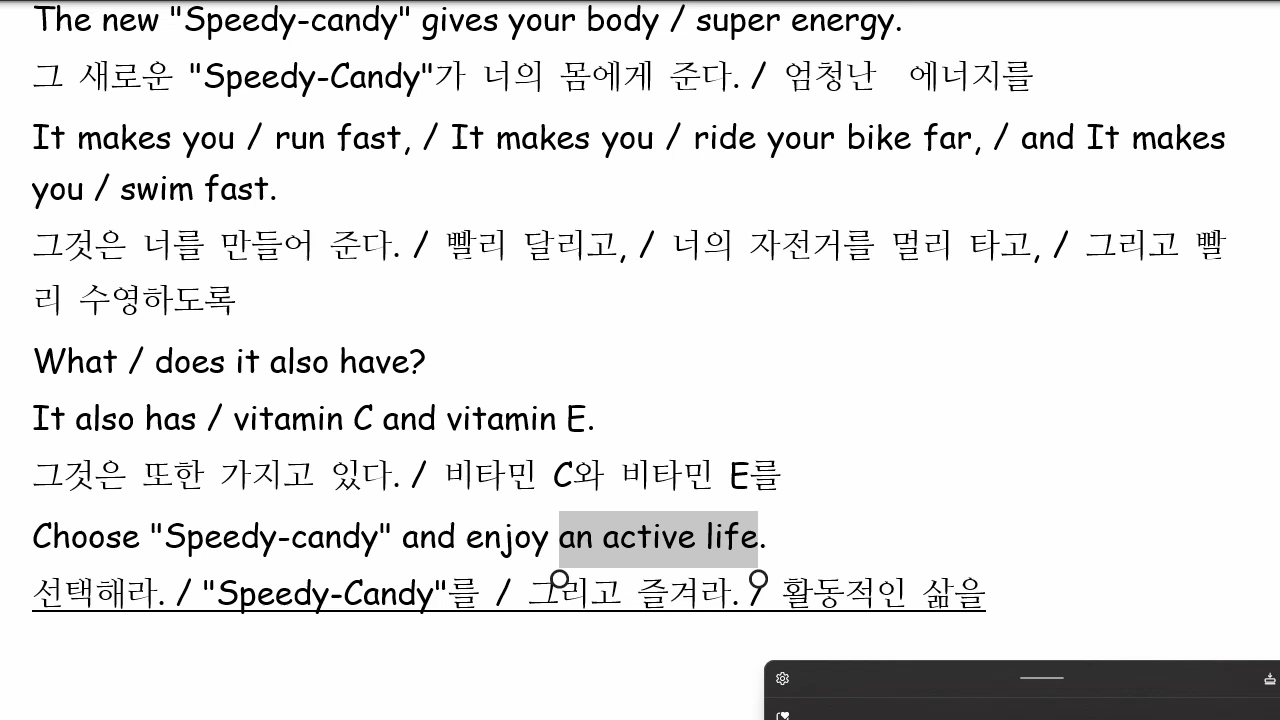 The new "Speedy-candy" gives your body / super energy.
그 새로운 "Speedy-Candy"가 너의 몸에게 준다. / 엄청난 에너지를
It makes you / run fast, / It makes you / ride your bike far, / and It makes
you / swim fast.
그것은 너를 만들어 준다. / 빨리 달리고, / 너의 자전거를 멀리 타고, / 그리고 빨
리 수영하도록
What / does it also have?
It also has / vitamin C and vitamin E.
그것은 또한 가지고 있다. / 비타민 C와 비타민 E를
Choose "Speedy-candy" and enjoy an active life.
선택해라. / "Speedy-Candy"를 / 그리고 즐겨라. / 활동적인 삶을